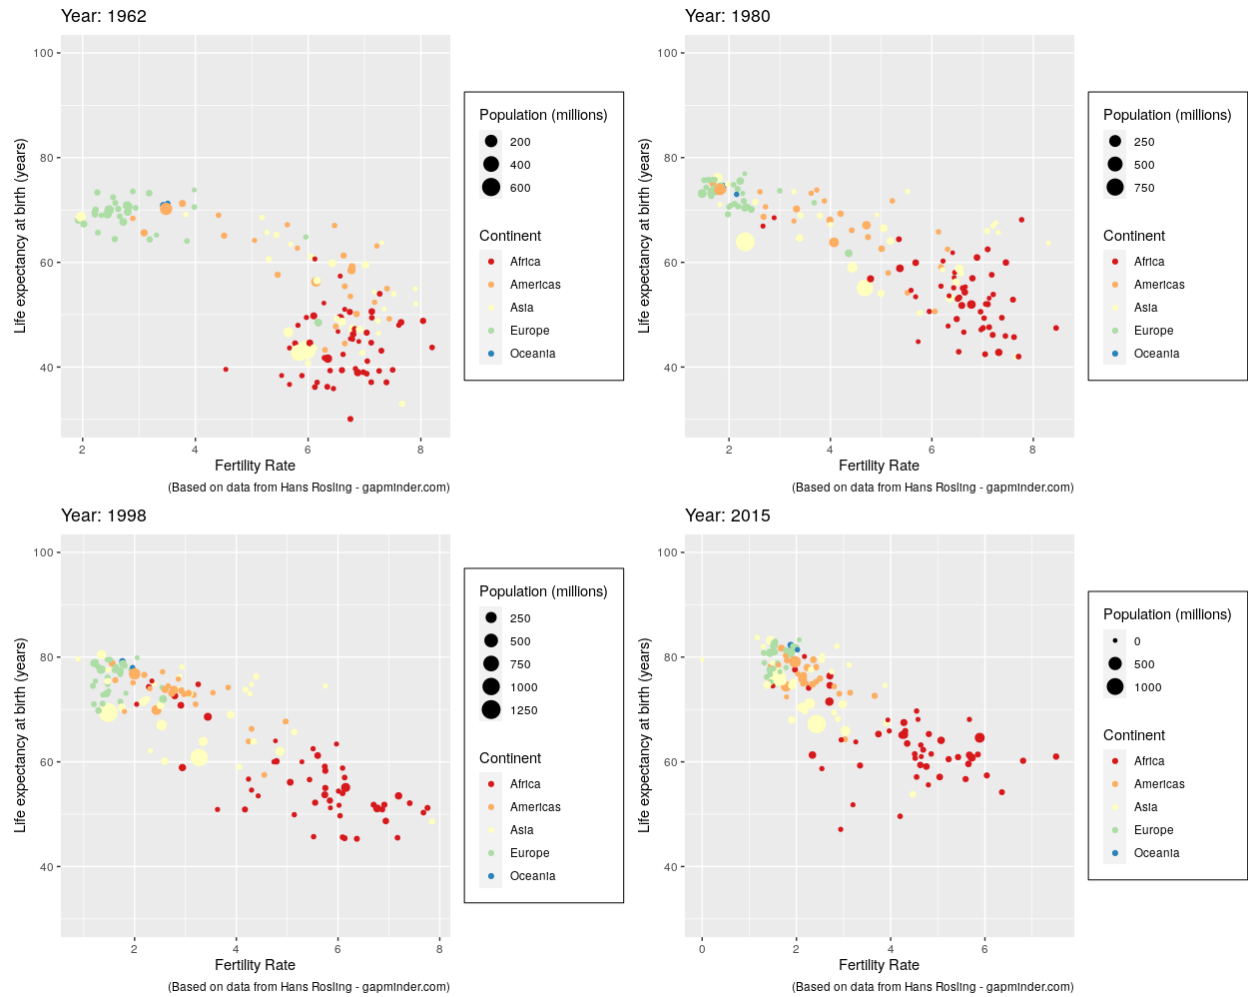 Year: 1962
100
80
60
40
2
4
6
8
Life expectancy at birth (years)
Fertility Rate
(Based on data from Hans Rosling - gapminder.com)
Population (millions)
200
400
600
Continent
Africa
Americas
Asia
Europe
Oceania
Year: 1980
100
80
60
40
2
4
6
8
Life expectancy at birth (years)
Fertility Rate
(Based on data from Hans Rosling - gapminder.com)
Population (millions)
250
500
750
Continent
Africa
Americas
Asia
Europe
Oceania
Year: 1998
100
80
60
40
2
4
6
8
Life expectancy at birth (years)
Fertility Rate
(Based on data from Hans Rosling - gapminder.com)
Population (millions)
250
500
750
1000
1250
Continent
Africa
Americas
Asia
Europe
Oceania
Year: 2015
100
80
60
40
0
2
4
6
Life expectancy at birth (years)
Fertility Rate
(Based on data from Hans Rosling - gapminder.com)
Population (millions)
0
500
1000
Continent
Africa
Americas
Asia
Europe
Oceania